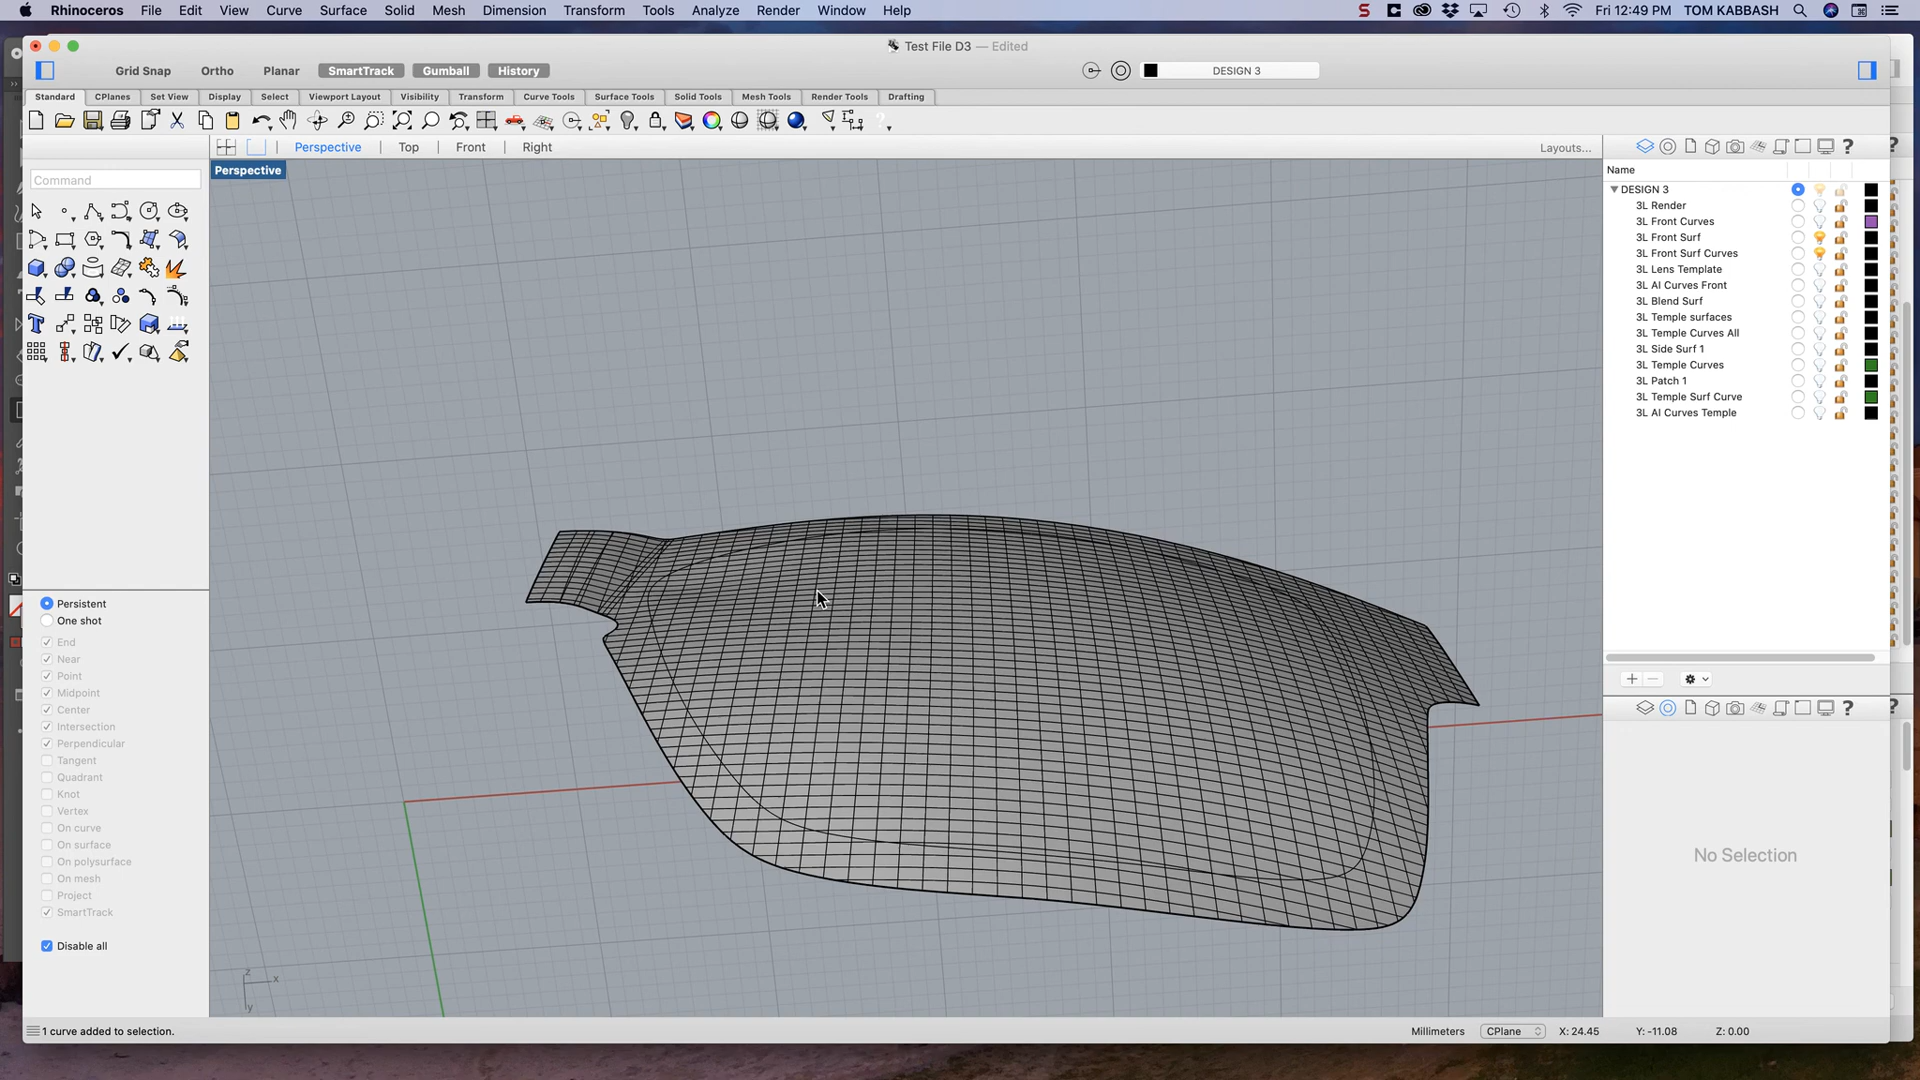 Rhinoceros File Edit View Curve Surface Solid Mesh Dimension Transform Tools Analyze Render Window Help Fri 12:49 PM TOM KABBASH
Test File D3 — Edited
Grid Snap Ortho Planar SmartTrack Gumball History DESIGN 3
Standard CPlanes Set View Display Select Viewport Layout Visibility Transform Curve Tools Surface Tools Solid Tools Mesh Tools Render Tools Drafting
Perspective Top Front Right Layouts...
Perspective
Command
Name
DESIGN 3
3L Render
3L Front Curves
3L Front Surf
3L Front Surf Curves
3L Lens Template
3L AI Curves Front
3L Blend Surf
3L Temple surfaces
3L Temple Curves All
3L Side Surf 1
3L Temple Curves
3L Patch 1
3L Temple Surf Curve
3L AI Curves Temple
Persistent
One shot
End
Near
Point
Midpoint
Center
Intersection
Perpendicular
Tangent
Quadrant
Knot
Vertex
On curve
On surface
On polysurface
On mesh
Project
SmartTrack
Disable all
No Selection
z
x
y
1 curve added to selection.
Millimeters CPlane X: 24.45 Y: -11.08 Z: 0.00